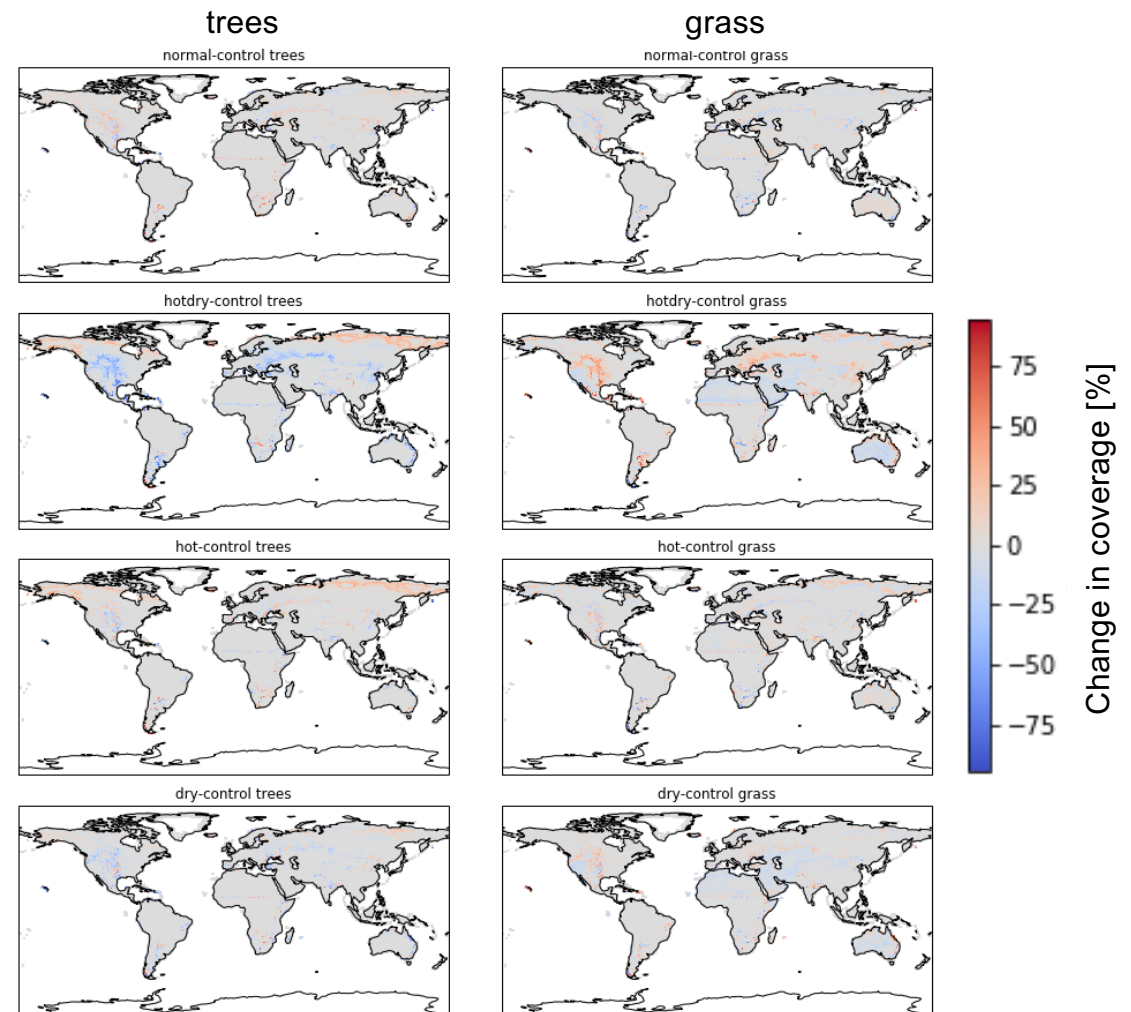 trees grass
normal-control trees normal-control grass
hotdry-control trees hotdry-control grass
75
50
25
0
−25
−50
−75
Change in coverage [%]
hot-control trees hot-control grass
dry-control trees dry-control grass